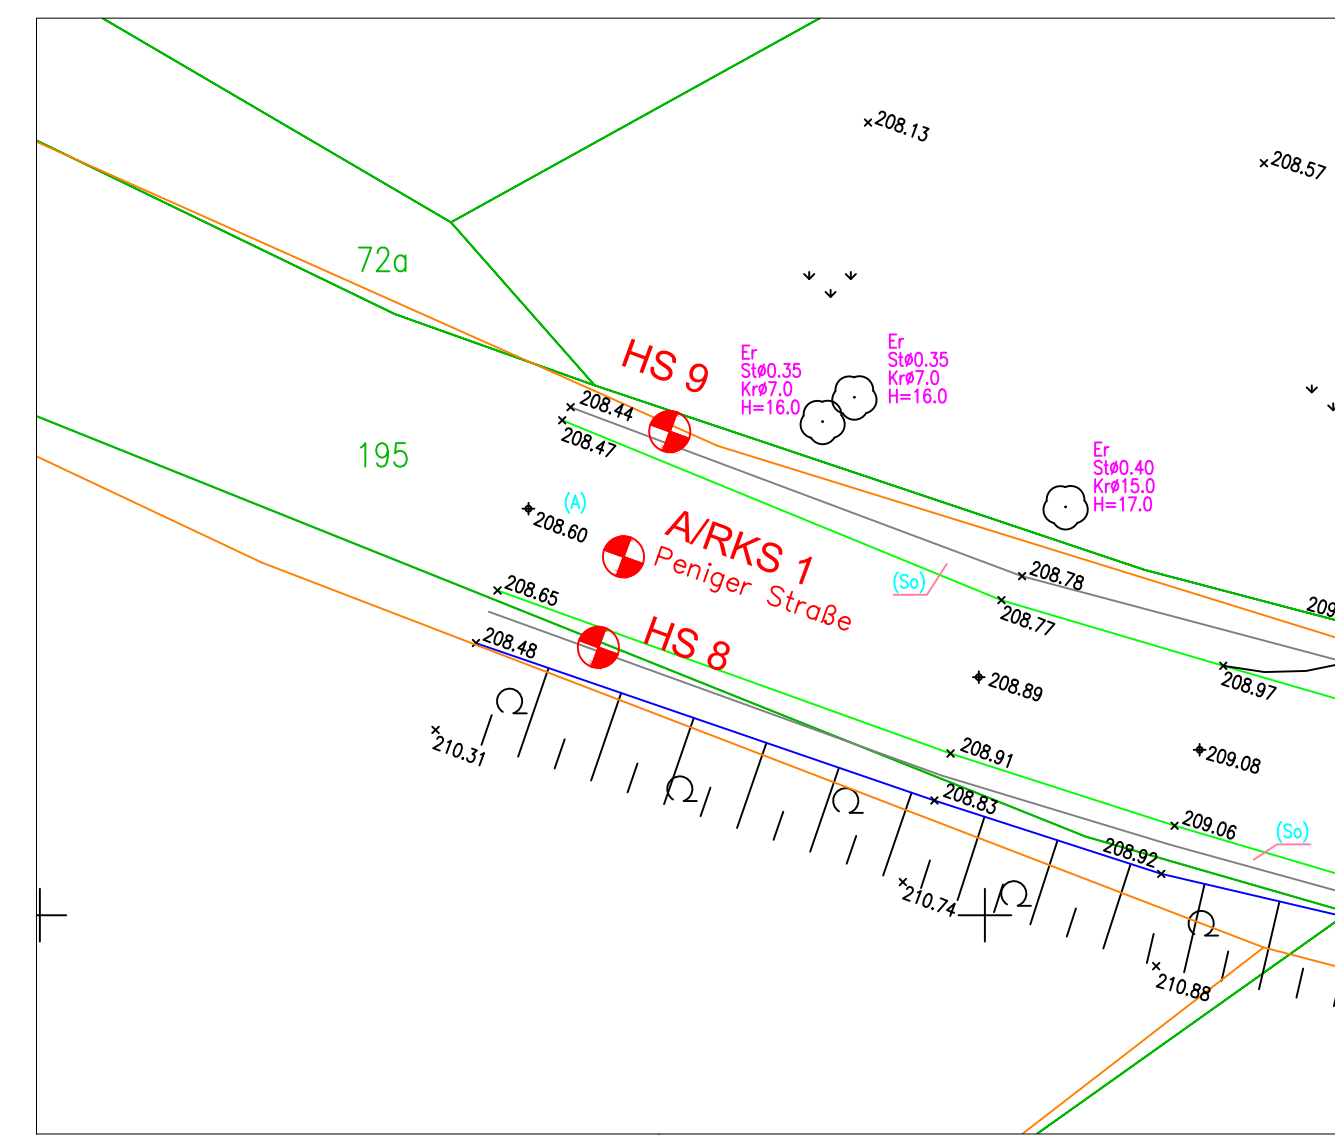 208.13
208.57
72a
Er
Stø0.35
Krø7.0
H=16.0
Er
Stø0.35
Krø7.0
H=16.0
HS 9
208.44
208.47
195
Er
Stø0.40
Krø15.0
H=17.0
(A)
208.60
A/RKS 1
Peniger Straße
(So)
208.78
208.77
209
208.65
208.48
HS 8
208.97
208.89
210.31
208.91
209.08
208.83
209.06
(So)
208.92
210.74
210.88